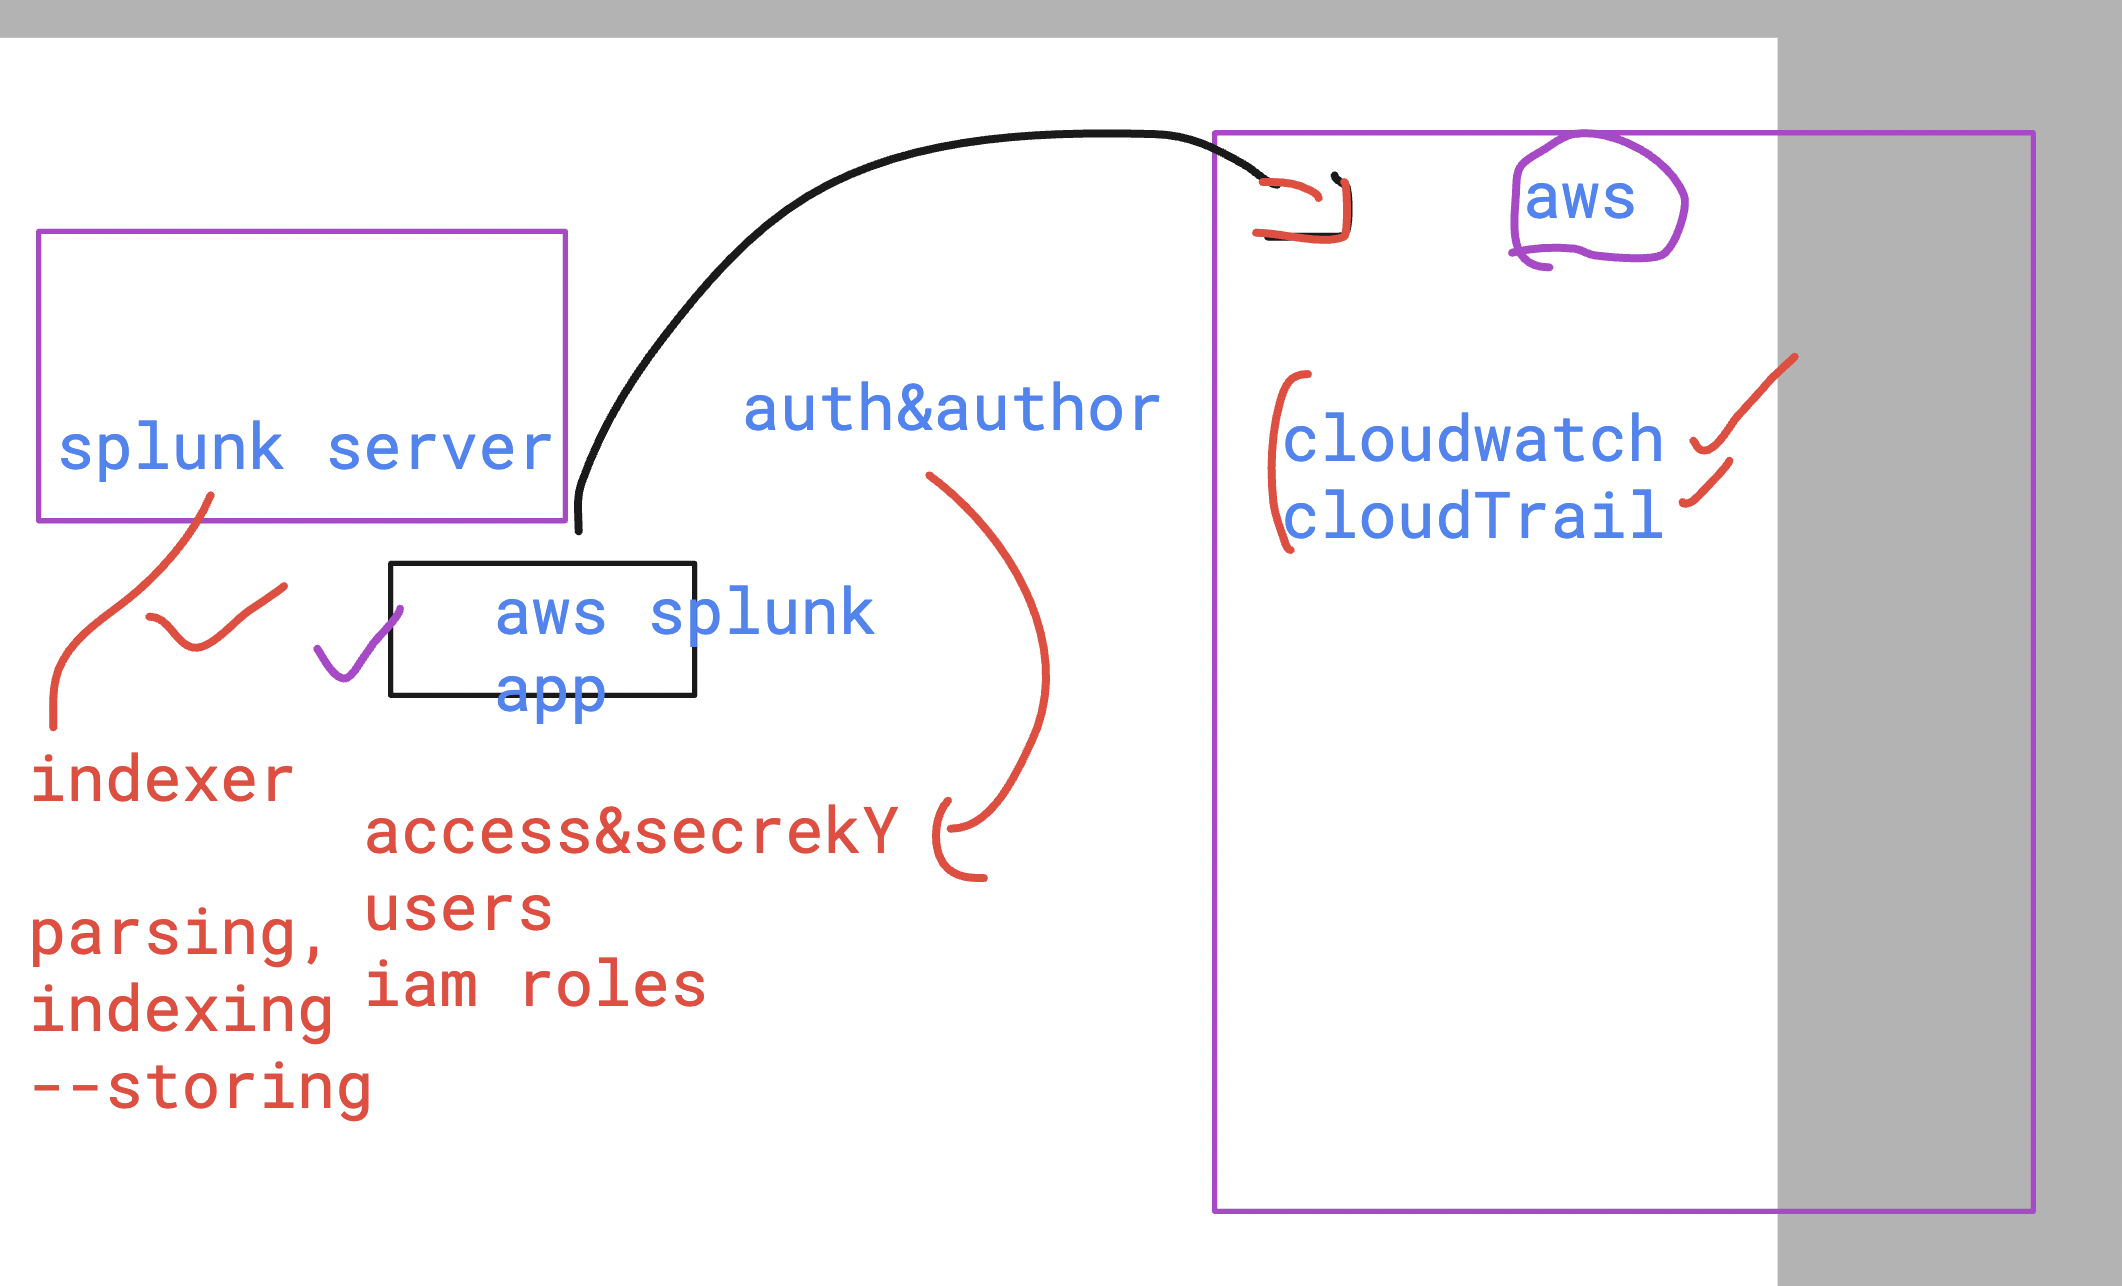 aws
splunk server
auth&author
cloudwatch
cloudTrail
aws splunk
app
indexer
access&secrekY
users
iam roles
parsing,
indexing
--storing